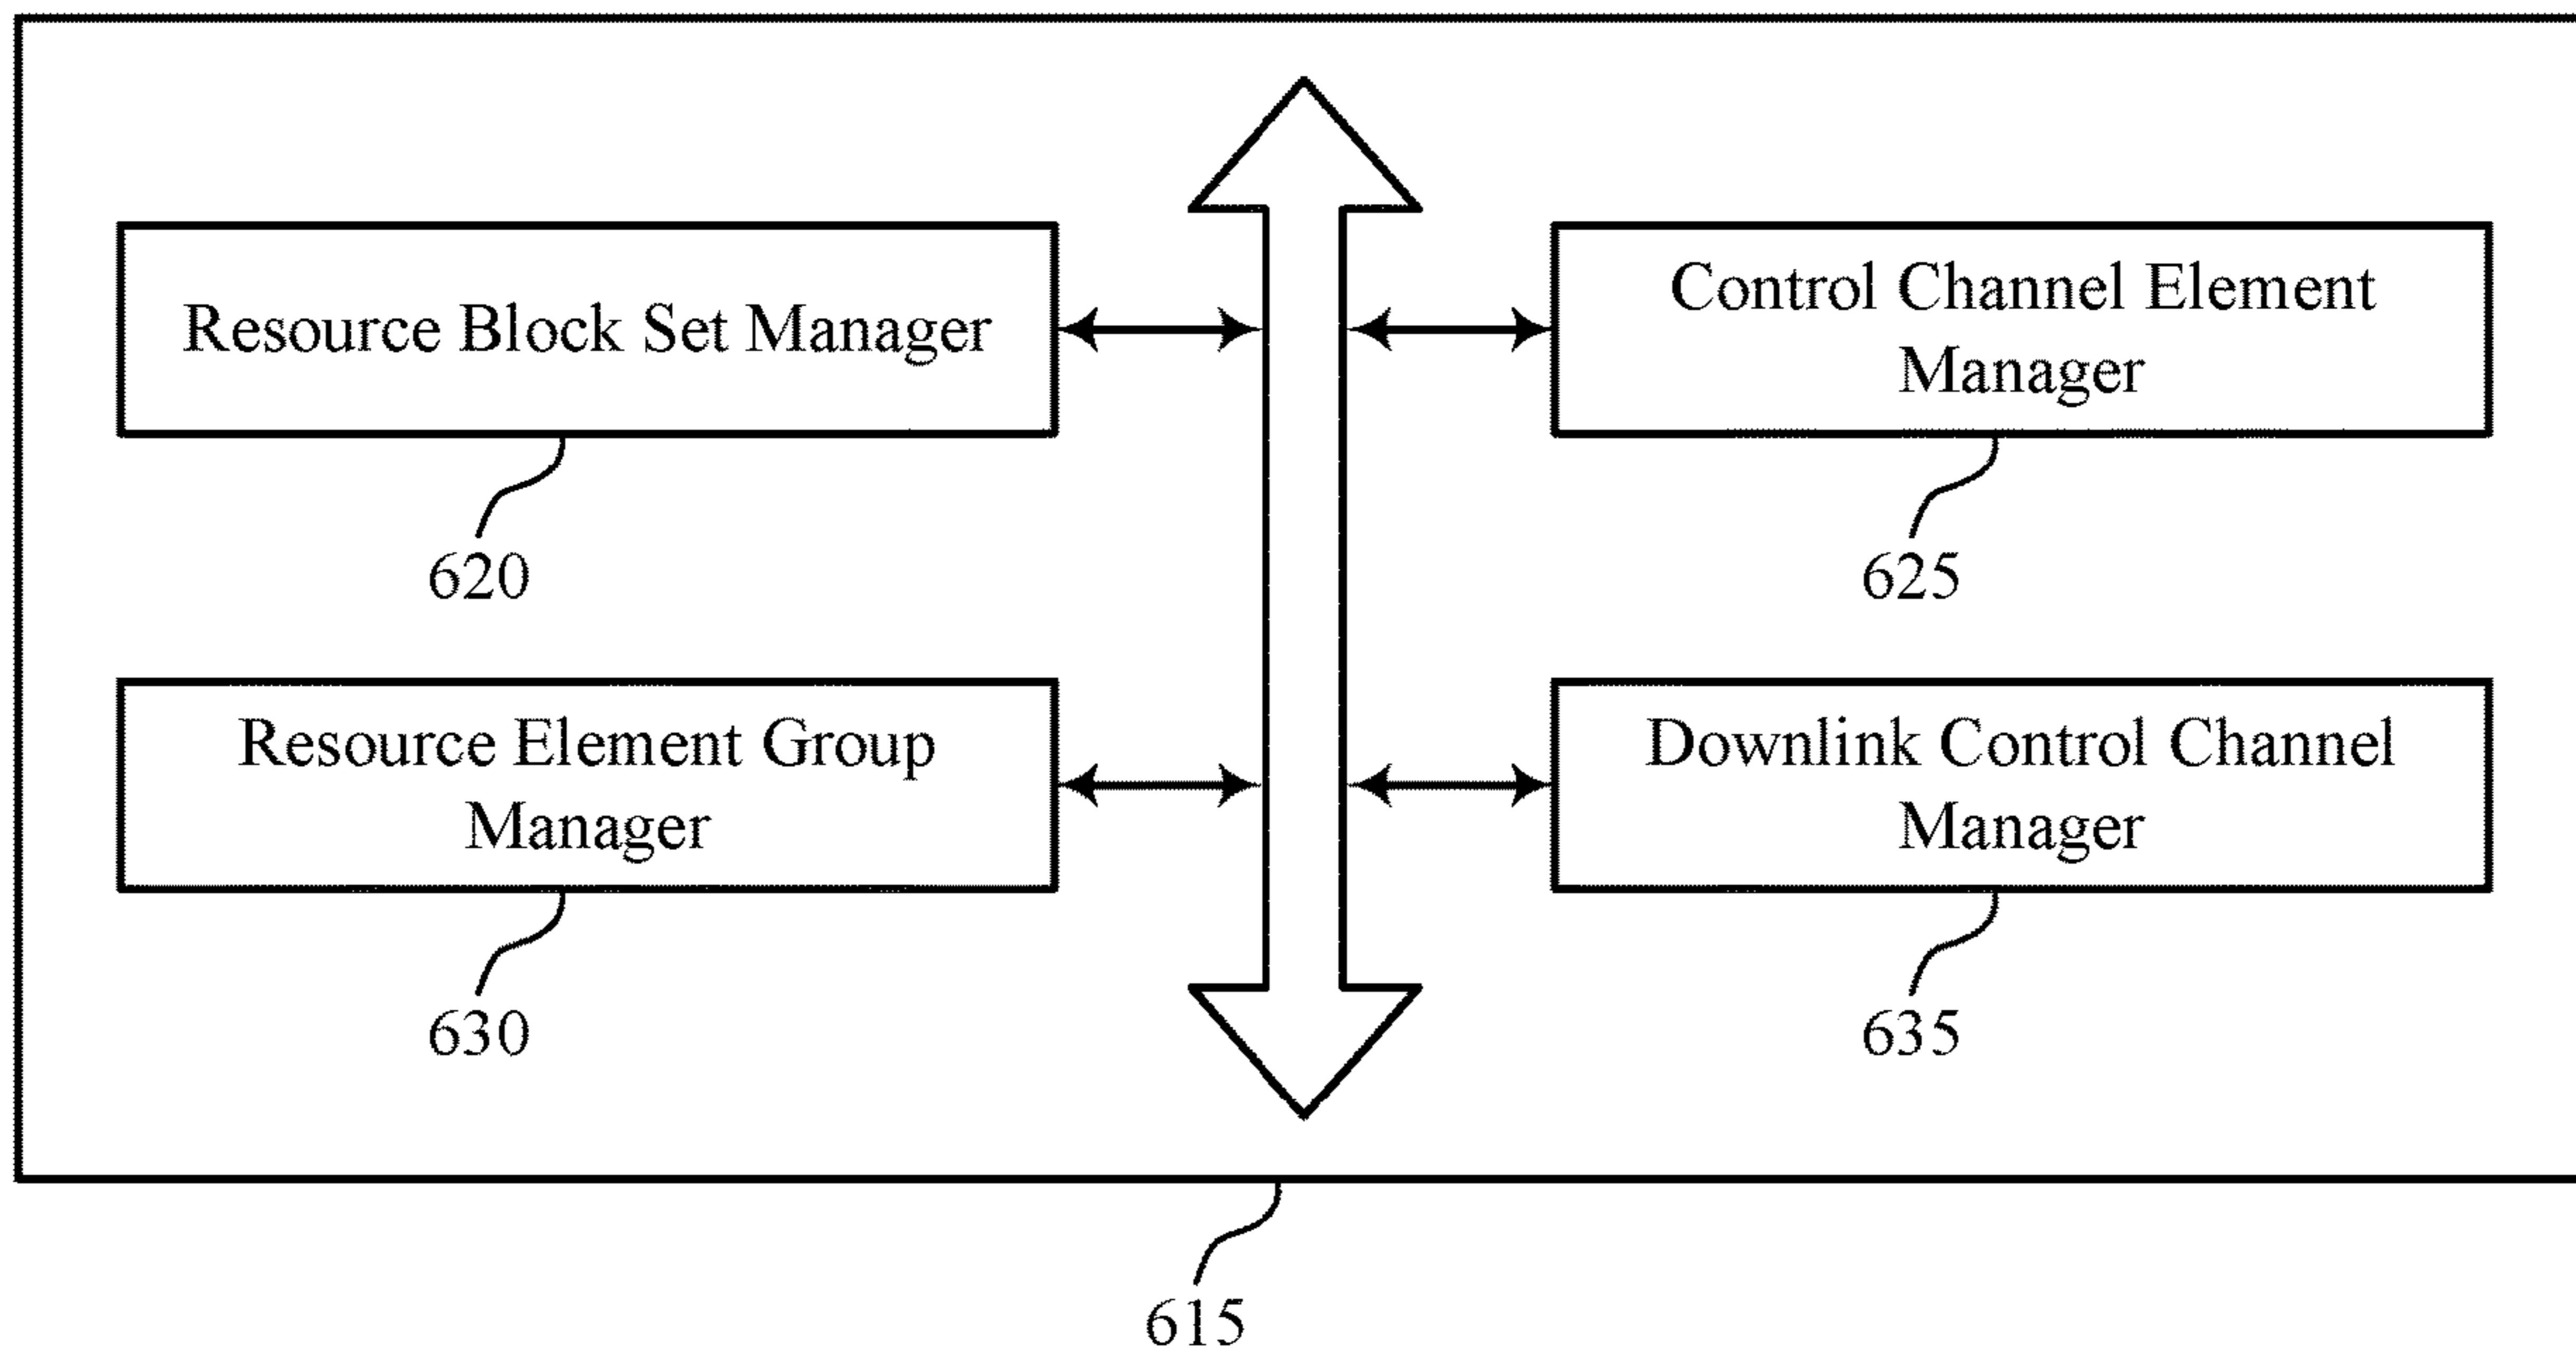 Resource Block Set Manager
Control Channel Element
Manager
620
625
Resource Element Group
Manager
Downlink Control Channel
Manager
630
635
615